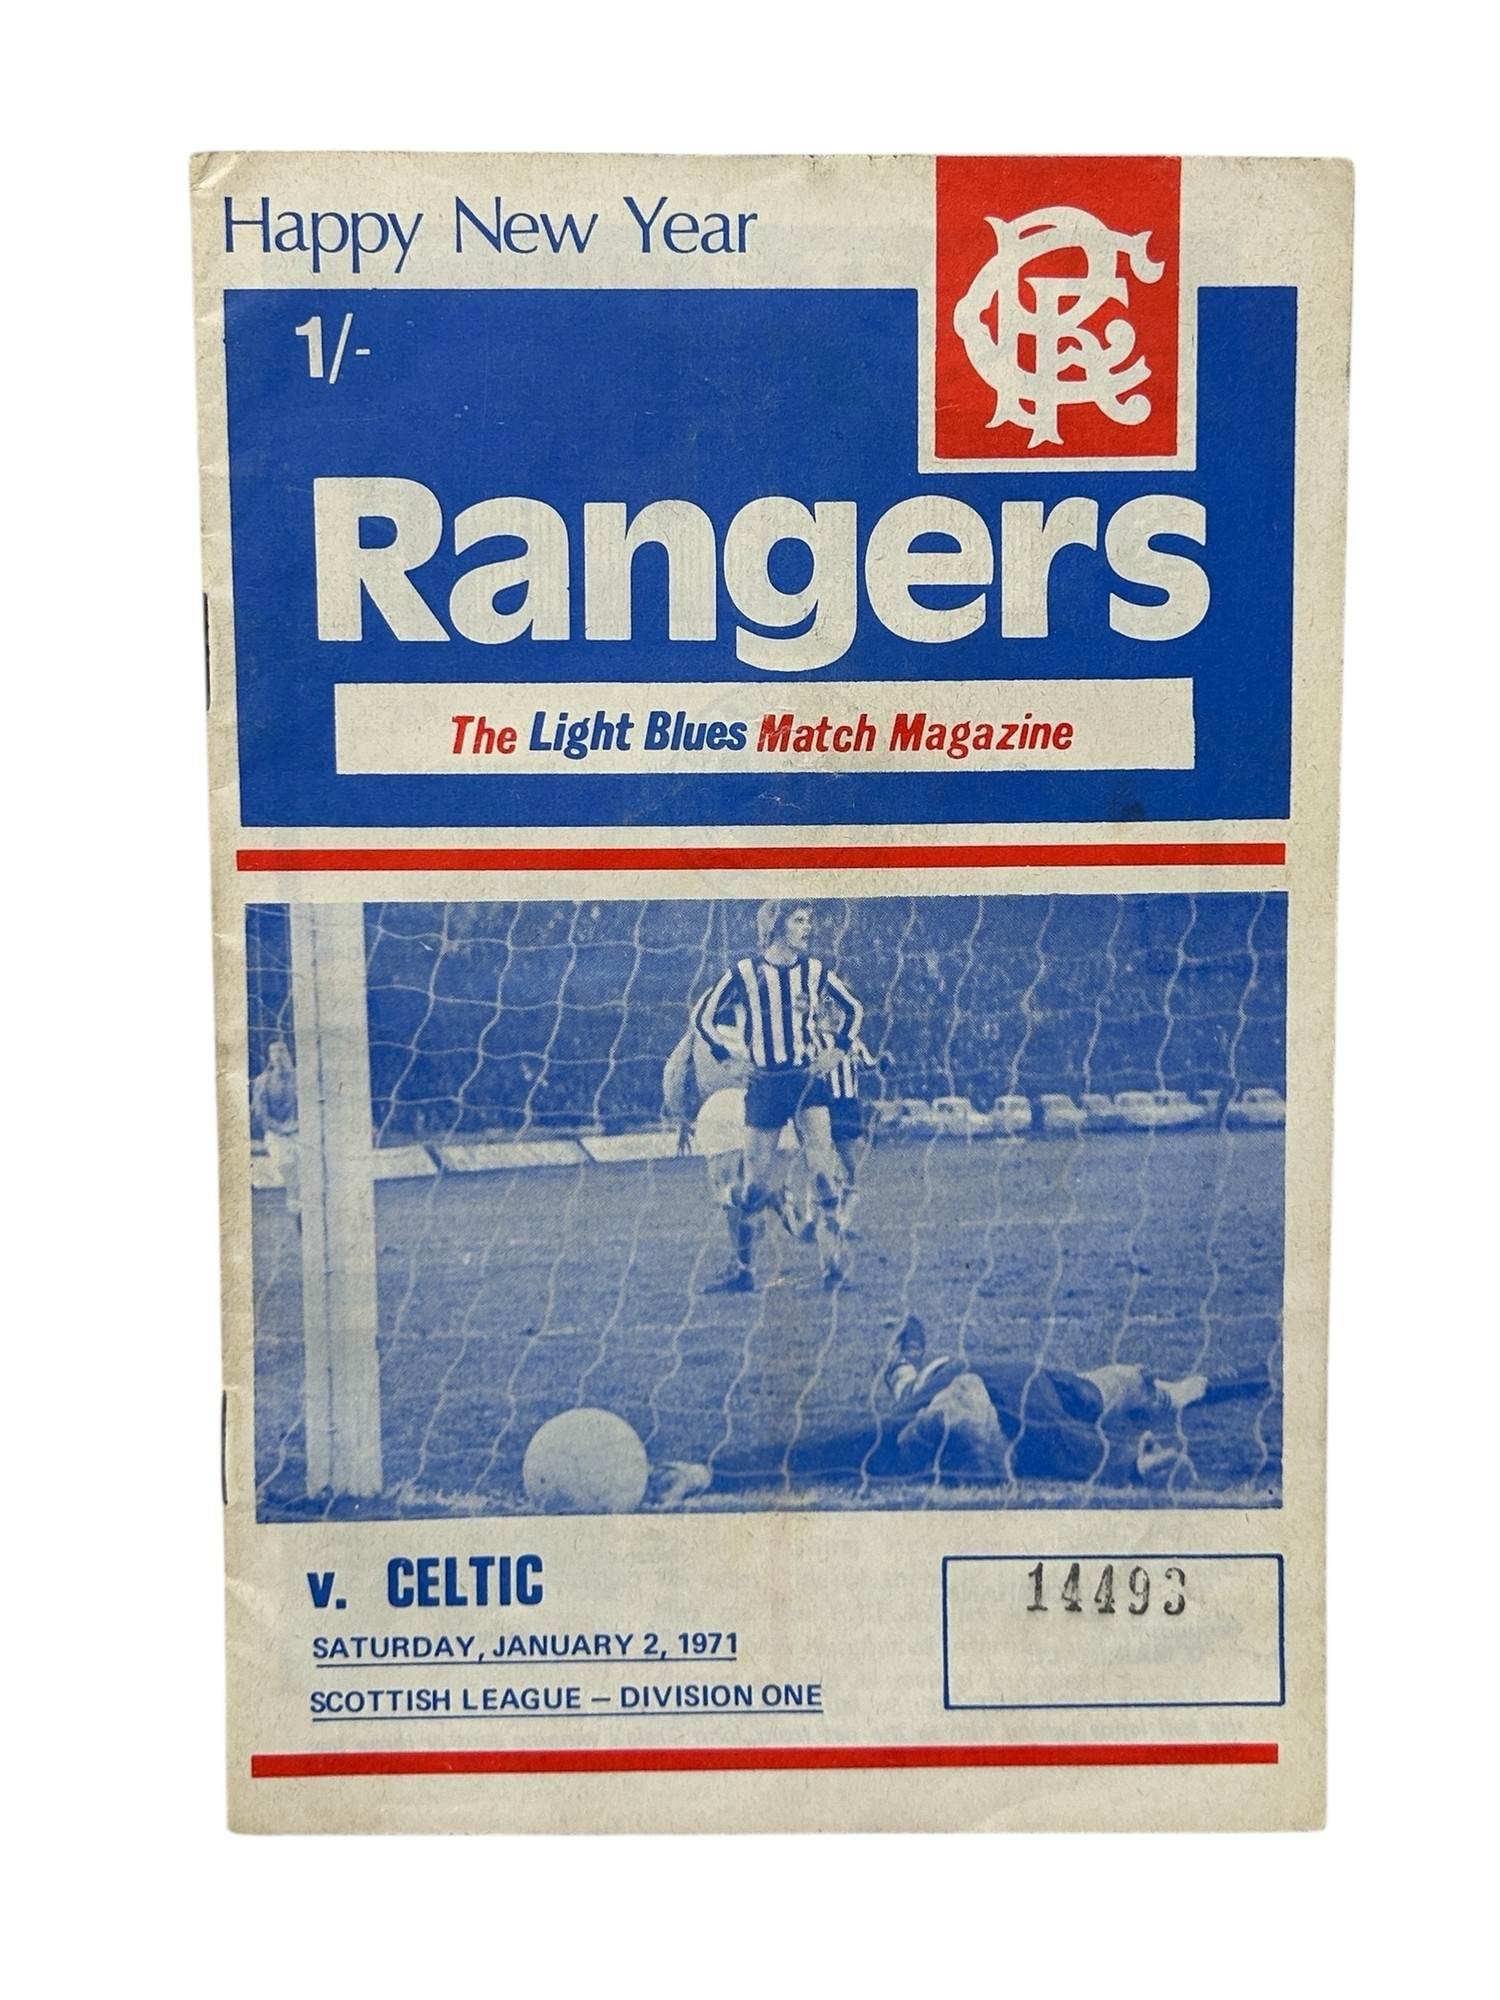 Happy New Year
1/-
RFC
Rangers
The Light Blues Match Magazine
v. CELTIC
SATURDAY, JANUARY 2, 1971
SCOTTISH LEAGUE – DIVISION ONE
14493